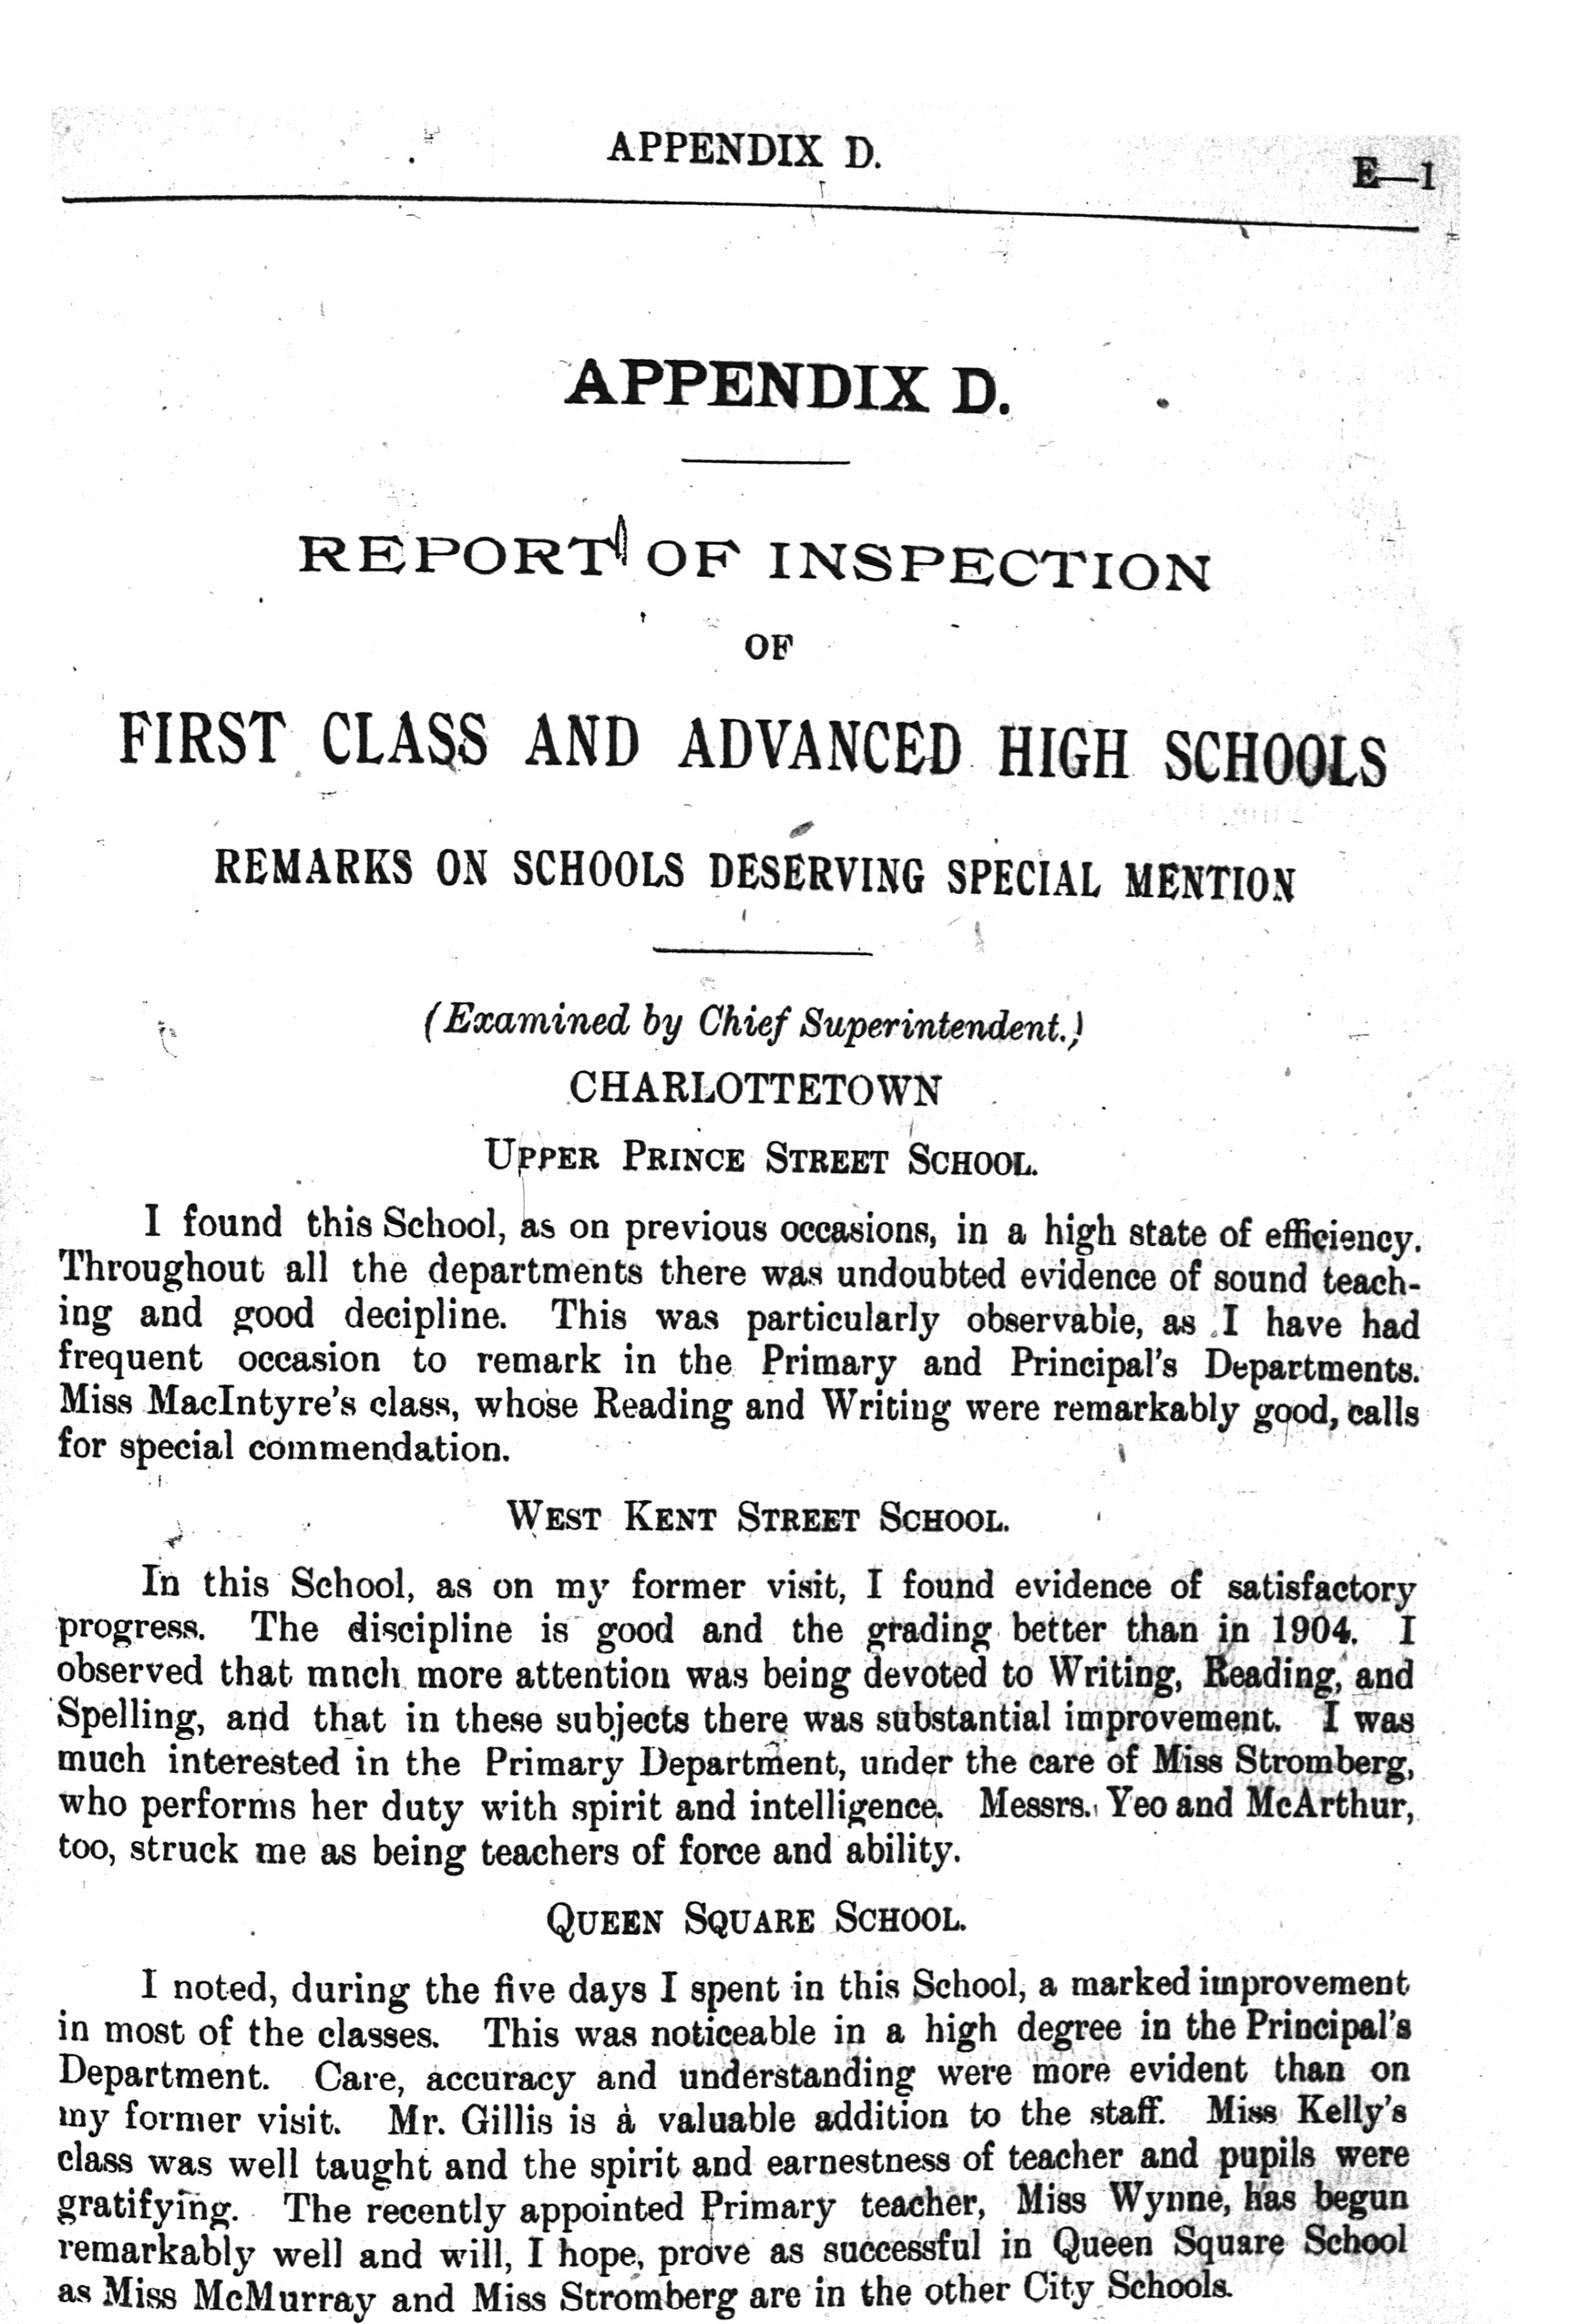 APPENDIX D.
E—1
APPENDIX D.
REPORT OF INSPECTION
OF
FIRST CLASS AND ADVANCED HIGH SCHOOLS
REMARKS ON SCHOOLS DESERVING SPECIAL MENTION
(Examined by Chief Superintendent.)
CHARLOTTETOWN
UPPER PRINCE STREET SCHOOL.
I found this School, as on previous occasions, in a high state of efficiency.
Throughout all the departments there was undoubted evidence of sound teach-
ing and good decipline. This was particularly observable, as I have had
frequent occasion to remark in the Primary and Principal's Departments.
Miss MacIntyre's class, whose Reading and Writing were remarkably good, calls
for special commendation.
WEST KENT STREET SCHOOL.
In this School, as on my former visit, I found evidence of satisfactory
progress. The discipline is good and the grading better than in 1904. I
observed that mnch more attention was being devoted to Writing, Reading, and
Spelling, and that in these subjects there was substantial improvement. I was
much interested in the Primary Department, under the care of Miss Stromberg,
who performs her duty with spirit and intelligence. Messrs. Yeo and McArthur,
too, struck me as being teachers of force and ability.
QUEEN SQUARE SCHOOL.
I noted, during the five days I spent in this School, a marked improvement
in most of the classes. This was noticeable in a high degree in the Principal's
Department. Care, accuracy and understanding were more evident than on
my former visit. Mr. Gillis is a valuable addition to the staff. Miss Kelly's
class was well taught and the spirit and earnestness of teacher and pupils were
gratifying. The recently appointed Primary teacher, Miss Wynne, has begun
remarkably well and will, I hope, prove as successful in Queen Square School
as Miss McMurray and Miss Stromberg are in the other City Schools.